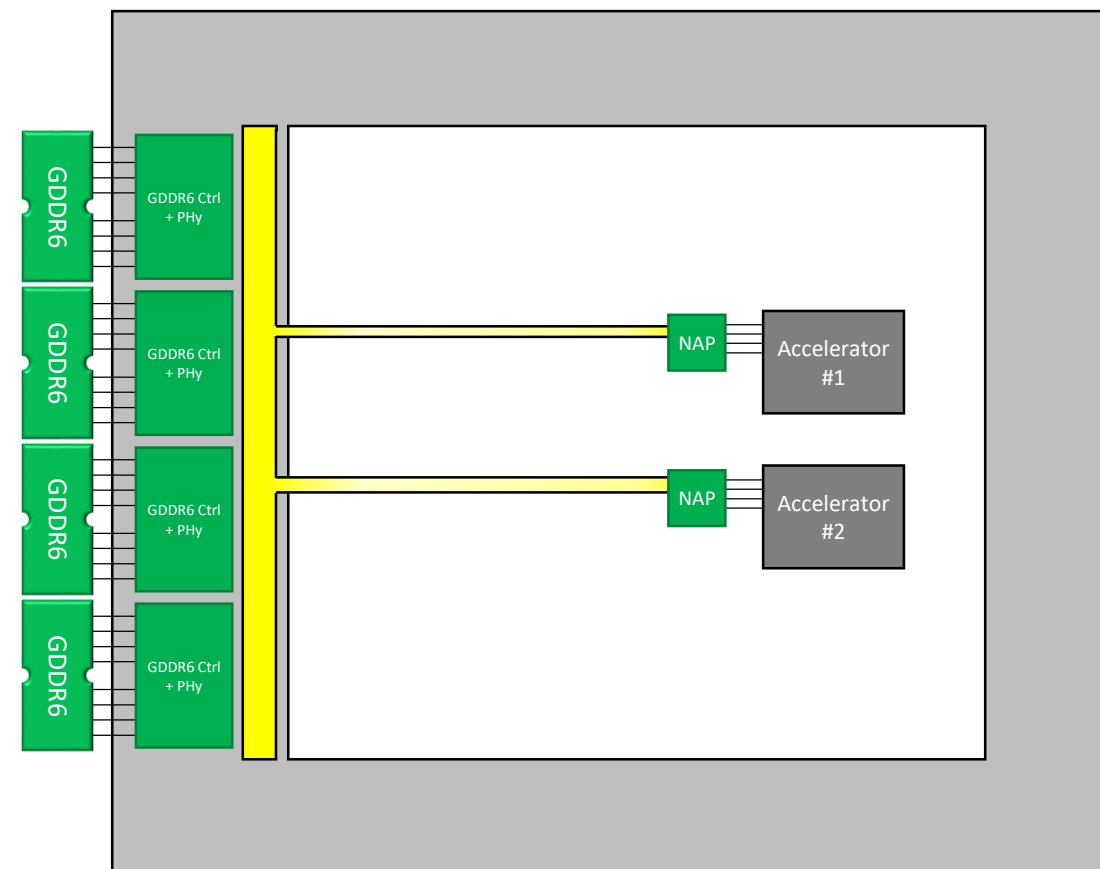 GDDR6
GDDR6 Ctrl
+ PHy
GDDR6
GDDR6 Ctrl
+ PHy
NAP
Accelerator
#1
GDDR6
GDDR6 Ctrl
+ PHy
NAP
Accelerator
#2
GDDR6
GDDR6 Ctrl
+ PHy